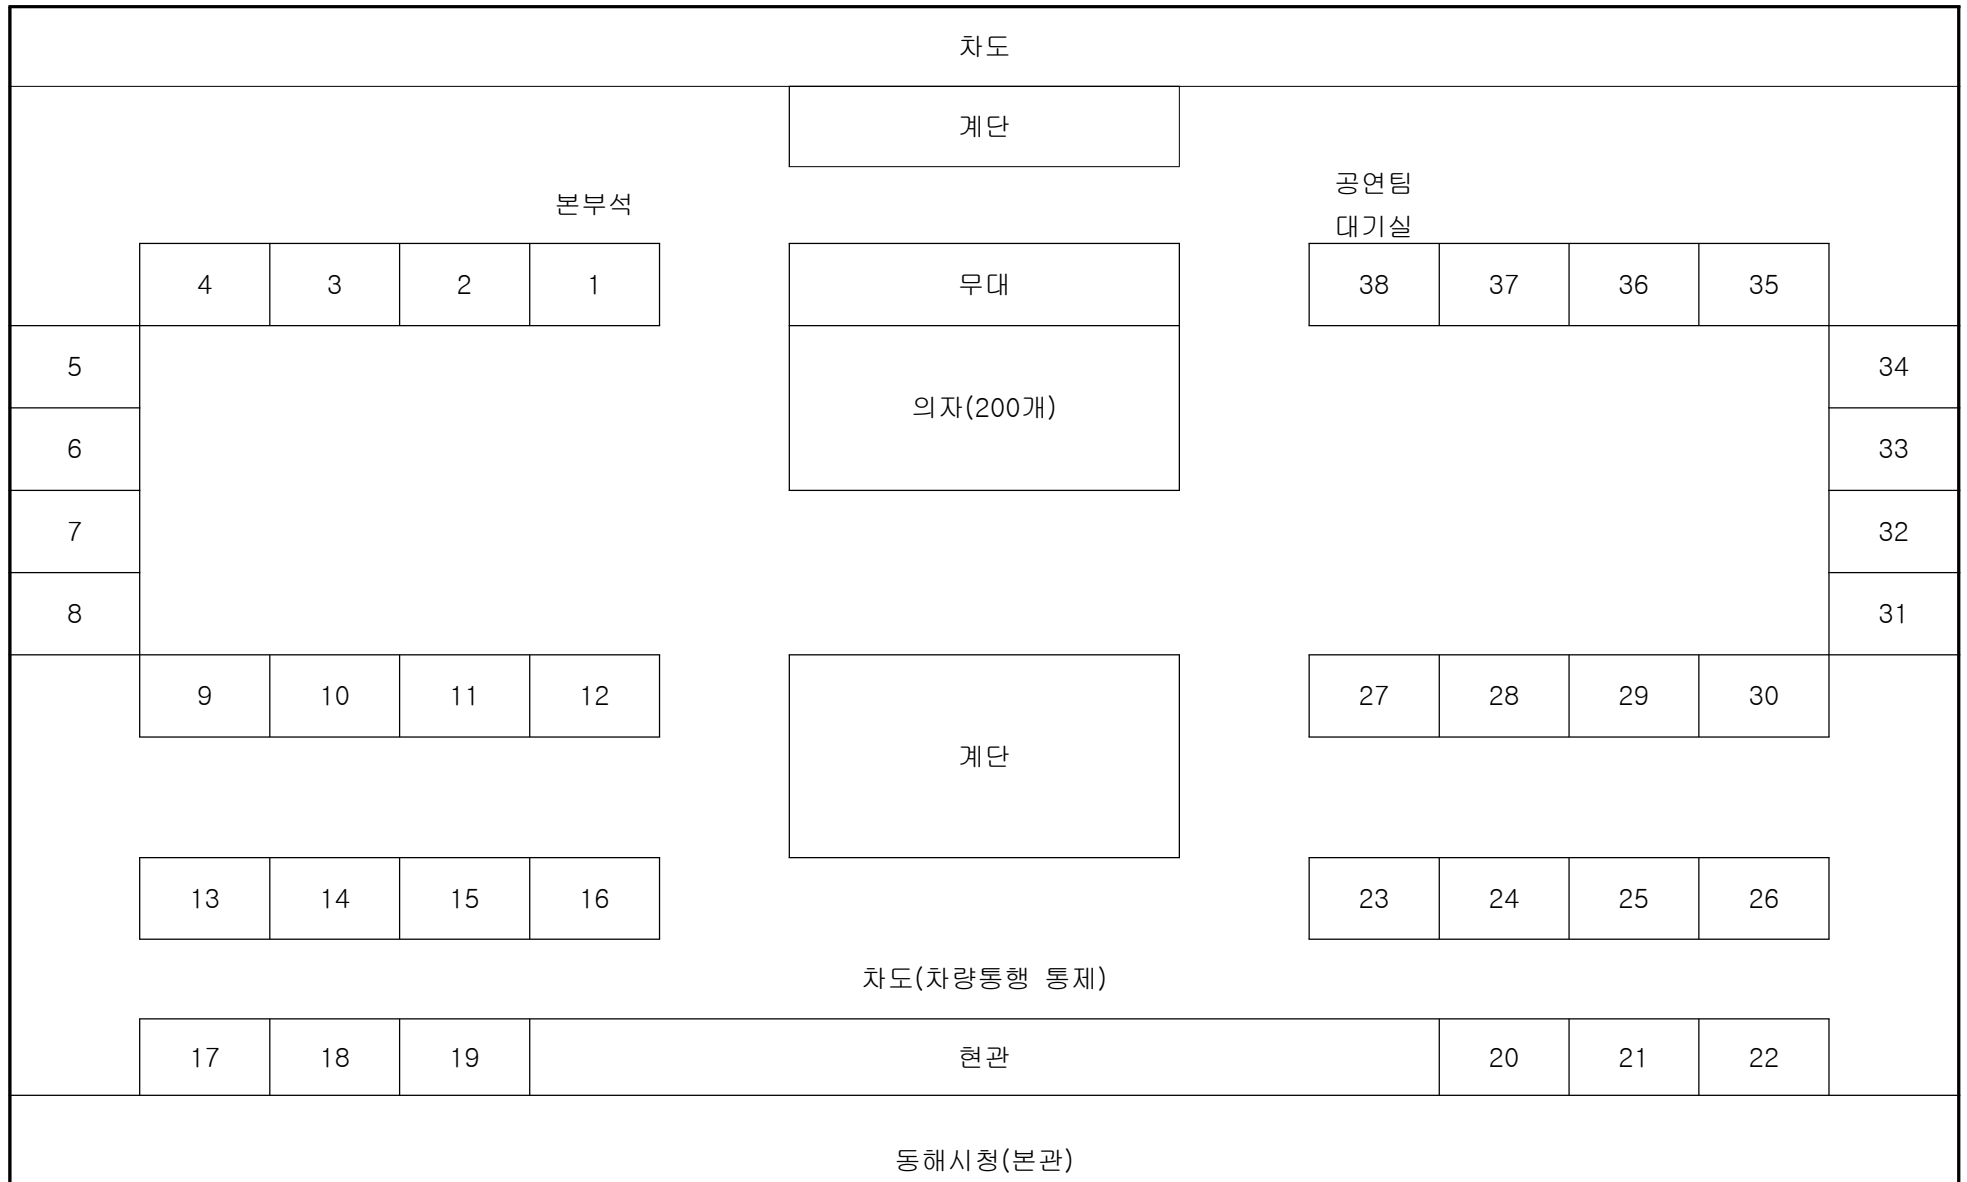 차도
계단
본부석
공연팀
대기실
4 3 2 1 무대 38 37 36 35
5 34
의자(200개)
6 33
7 32
8 31
9 10 11 12 27 28 29 30
계단
13 14 15 16 23 24 25 26
차도(차량통행 통제)
17 18 19 현관 20 21 22
동해시청(본관)